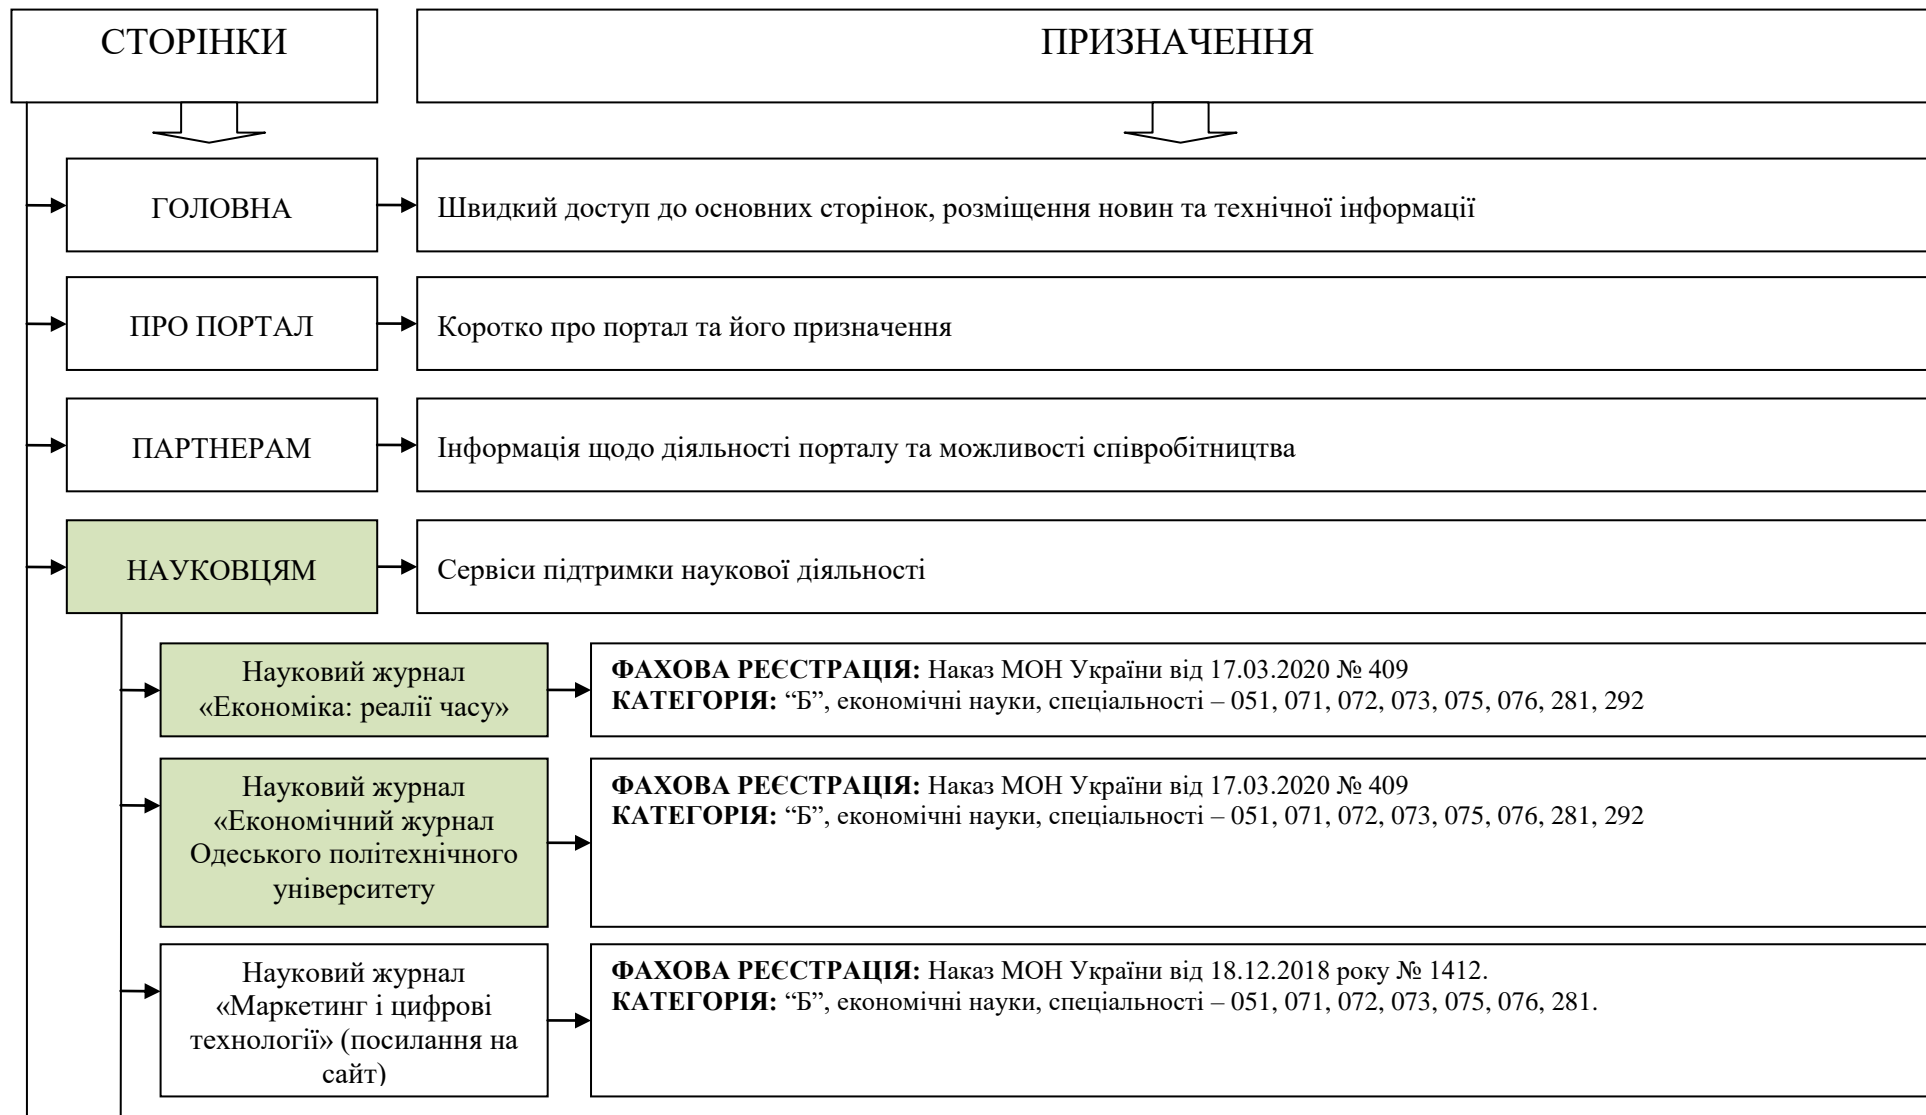 СТОРІНКИ
ПРИЗНАЧЕННЯ
ГОЛОВНА
Швидкий доступ до основних сторінок, розміщення новин та технічної інформації
ПРО ПОРТАЛ
Коротко про портал та його призначення
ПАРТНЕРАМ
Інформація щодо діяльності порталу та можливості співробітництва
НАУКОВЦЯМ
Сервіси підтримки наукової діяльності
Науковий журнал
«Економіка: реалії часу»
ФАХОВА РЕЄСТРАЦІЯ: Наказ МОН України від 17.03.2020 № 409
КАТЕГОРІЯ: “Б”, економічні науки, спеціальності – 051, 071, 072, 073, 075, 076, 281, 292
Науковий журнал
«Економічний журнал
Одеського політехнічного
університету
ФАХОВА РЕЄСТРАЦІЯ: Наказ МОН України від 17.03.2020 № 409
КАТЕГОРІЯ: “Б”, економічні науки, спеціальності – 051, 071, 072, 073, 075, 076, 281, 292
Науковий журнал
«Маркетинг і цифрові
технології» (посилання на
сайт)
ФАХОВА РЕЄСТРАЦІЯ: Наказ МОН України від 18.12.2018 року № 1412.
КАТЕГОРІЯ: “Б”, економічні науки, спеціальності – 051, 071, 072, 073, 075, 076, 281.